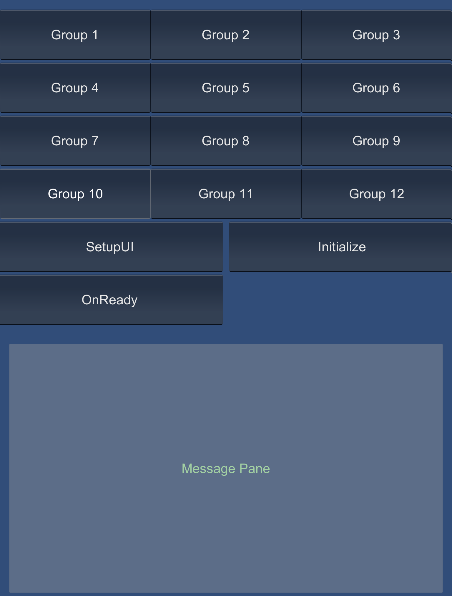 Group 1
Group 2
Group 3
Group 4
Group 5
Group 6
Group 7
Group 8
Group 9
Group 10
Group 11
Group 12
SetupUI
Initialize
OnReady
Message Pane